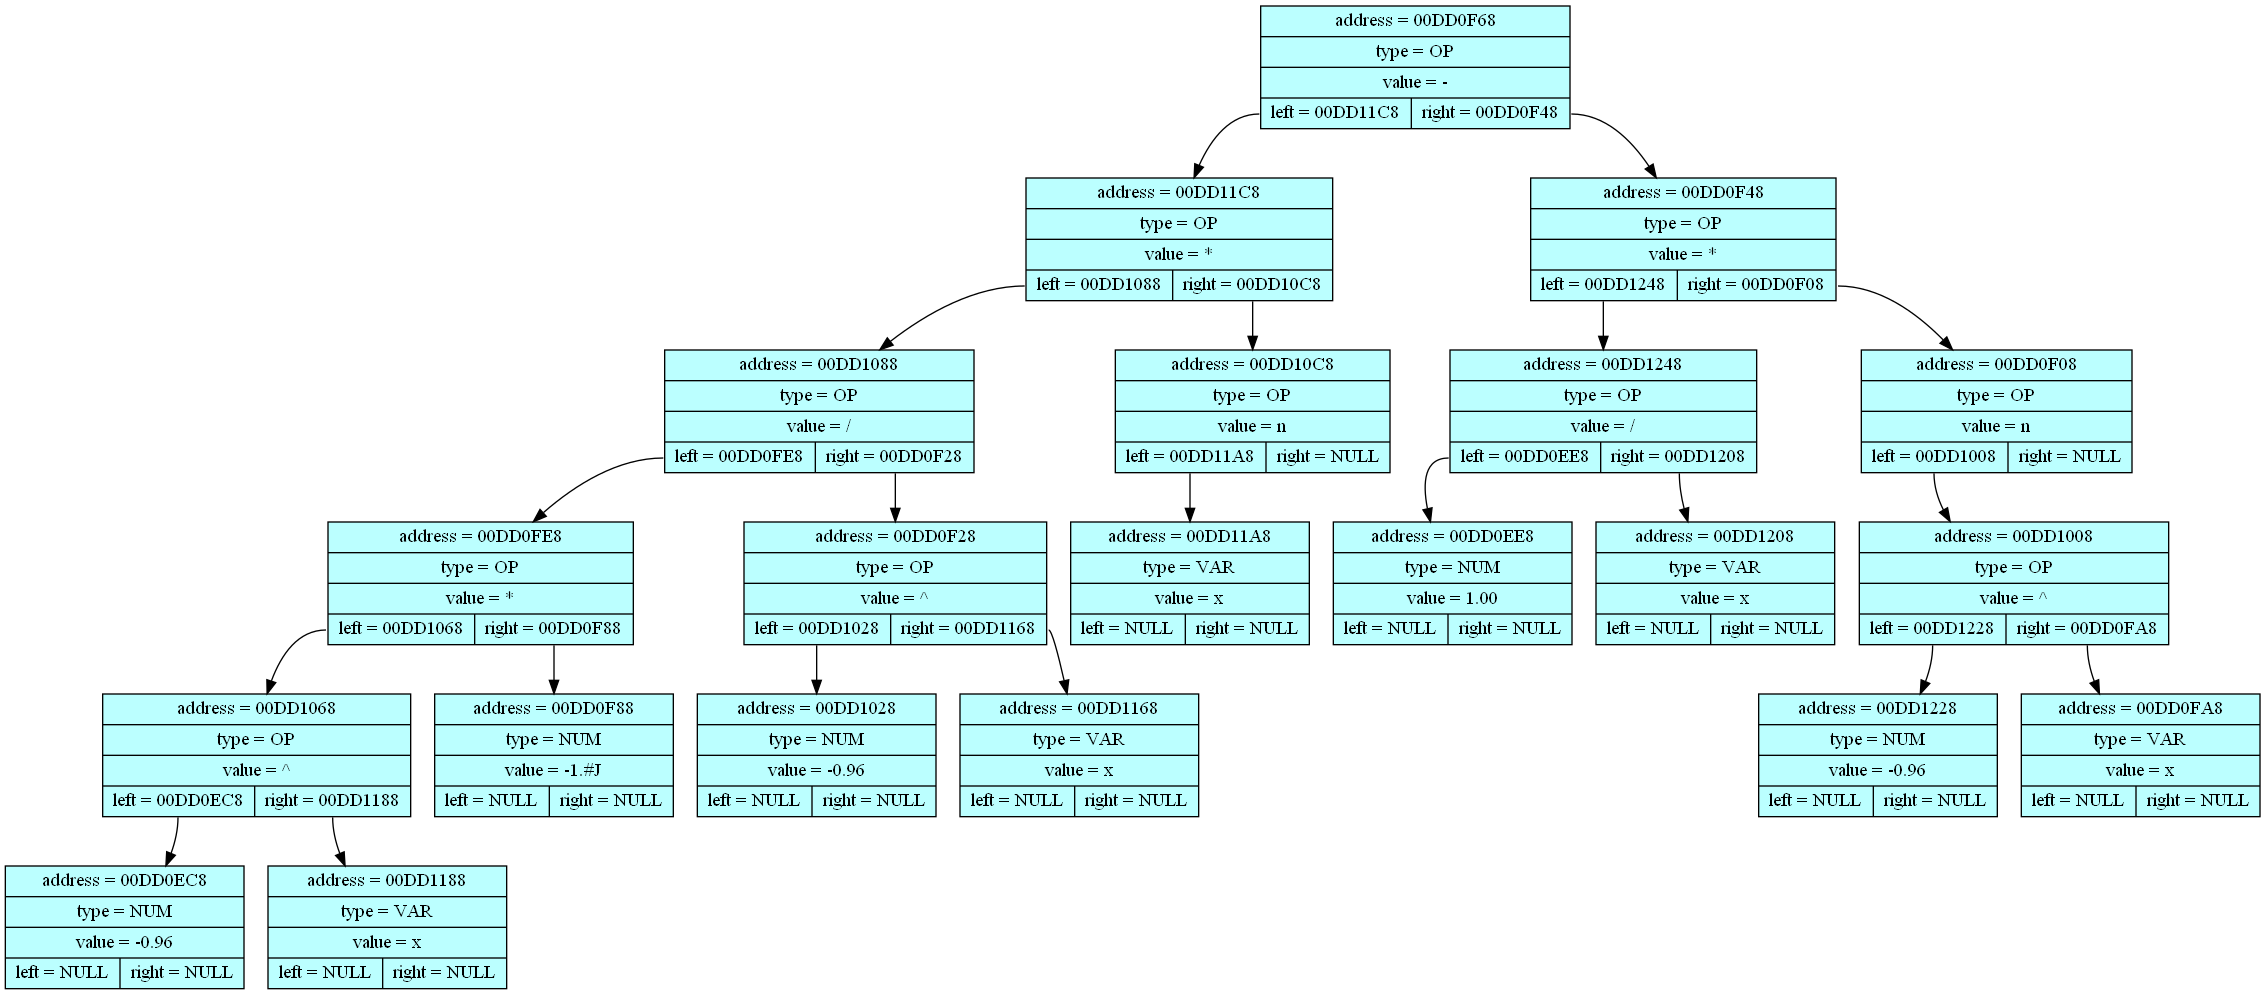 address = 00DD0F68
type = OP
value = -
left = 00DD11C8 right = 00DD0F48
address = 00DD11C8
type = OP
value = *
left = 00DD1088 right = 00DD10C8
address = 00DD0F48
type = OP
value = *
left = 00DD1248 right = 00DD0F08
address = 00DD1088
type = OP
value = /
left = 00DD0FE8 right = 00DD0F28
address = 00DD10C8
type = OP
value = n
left = 00DD11A8 right = NULL
address = 00DD1248
type = OP
value = /
left = 00DD0EE8 right = 00DD1208
address = 00DD0F08
type = OP
value = n
left = 00DD1008 right = NULL
address = 00DD0FE8
type = OP
value = *
left = 00DD1068 right = 00DD0F88
address = 00DD0F28
type = OP
value = ^
left = 00DD1028 right = 00DD1168
address = 00DD11A8
type = VAR
value = x
left = NULL right = NULL
address = 00DD0EE8
type = NUM
value = 1.00
left = NULL right = NULL
address = 00DD1208
type = VAR
value = x
left = NULL right = NULL
address = 00DD1008
type = OP
value = ^
left = 00DD1228 right = 00DD0FA8
address = 00DD1068
type = OP
value = ^
left = 00DD0EC8 right = 00DD1188
address = 00DD0F88
type = NUM
value = -1.#J
left = NULL right = NULL
address = 00DD1028
type = NUM
value = -0.96
left = NULL right = NULL
address = 00DD1168
type = VAR
value = x
left = NULL right = NULL
address = 00DD1228
type = NUM
value = -0.96
left = NULL right = NULL
address = 00DD0FA8
type = VAR
value = x
left = NULL right = NULL
address = 00DD0EC8
type = NUM
value = -0.96
left = NULL right = NULL
address = 00DD1188
type = VAR
value = x
left = NULL right = NULL